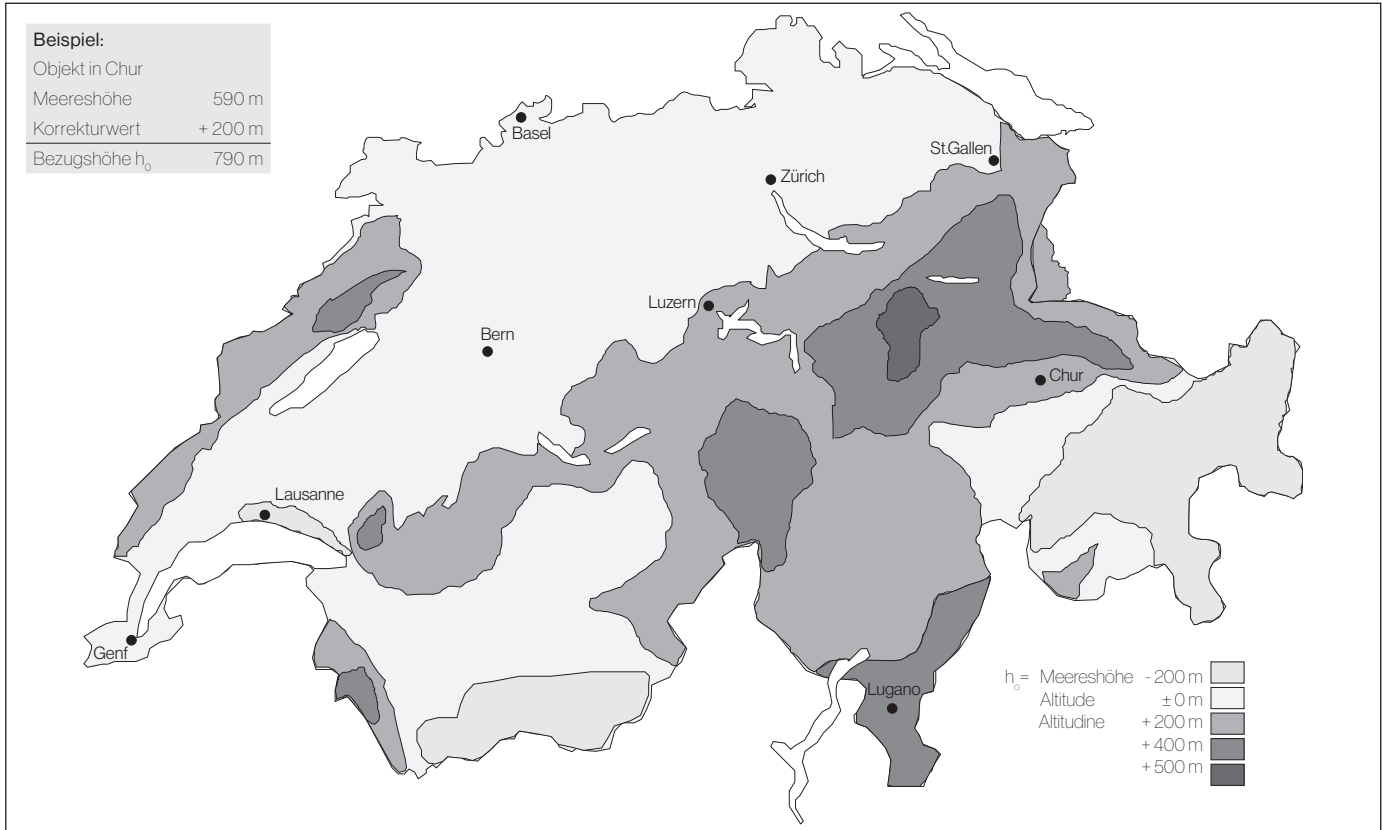 Beispiel:
Objekt in Chur
Meereshöhe 590 m
Korrekturwert + 200 m
Bezugshöhe h₀ 790 m
Basel
St.Gallen
Zürich
Luzern
Bern
Chur
Lausanne
Genf
Lugano
h₀= Meereshöhe - 200 m
Altitude ± 0 m
Altitudine + 200 m
+ 400 m
+ 500 m